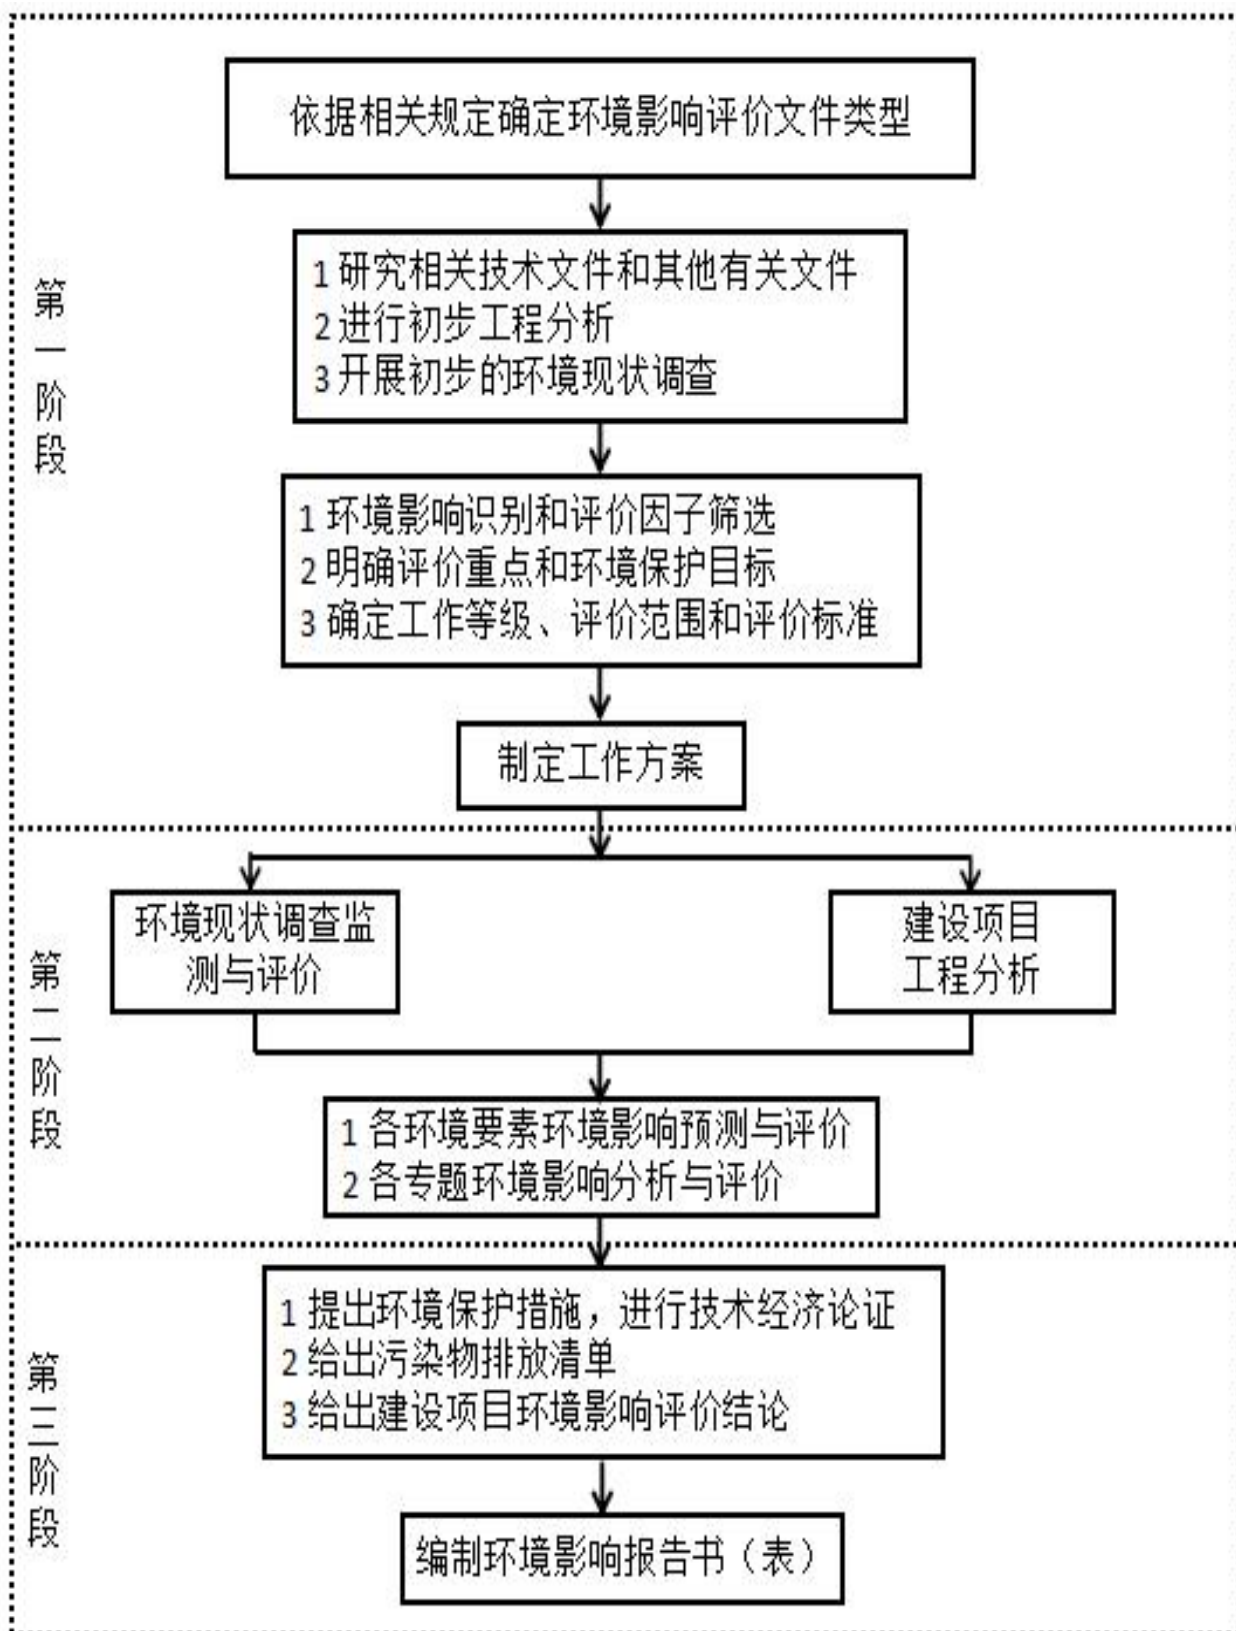 第一阶段
依据相关规定确定环境影响评价文件类型
1 研究相关技术文件和其他有关文件
2 进行初步工程分析
3 开展初步的环境现状调查
1 环境影响识别和评价因子筛选
2 明确评价重点和环境保护目标
3 确定工作等级、评价范围和评价标准
制定工作方案
第二阶段
环境现状调查监
测与评价
建设项目
工程分析
1 各环境要素环境影响预测与评价
2 各专题环境影响分析与评价
第三阶段
1 提出环境保护措施，进行技术经济论证
2 给出污染物排放清单
3 给出建设项目环境影响评价结论
编制环境影响报告书（表）